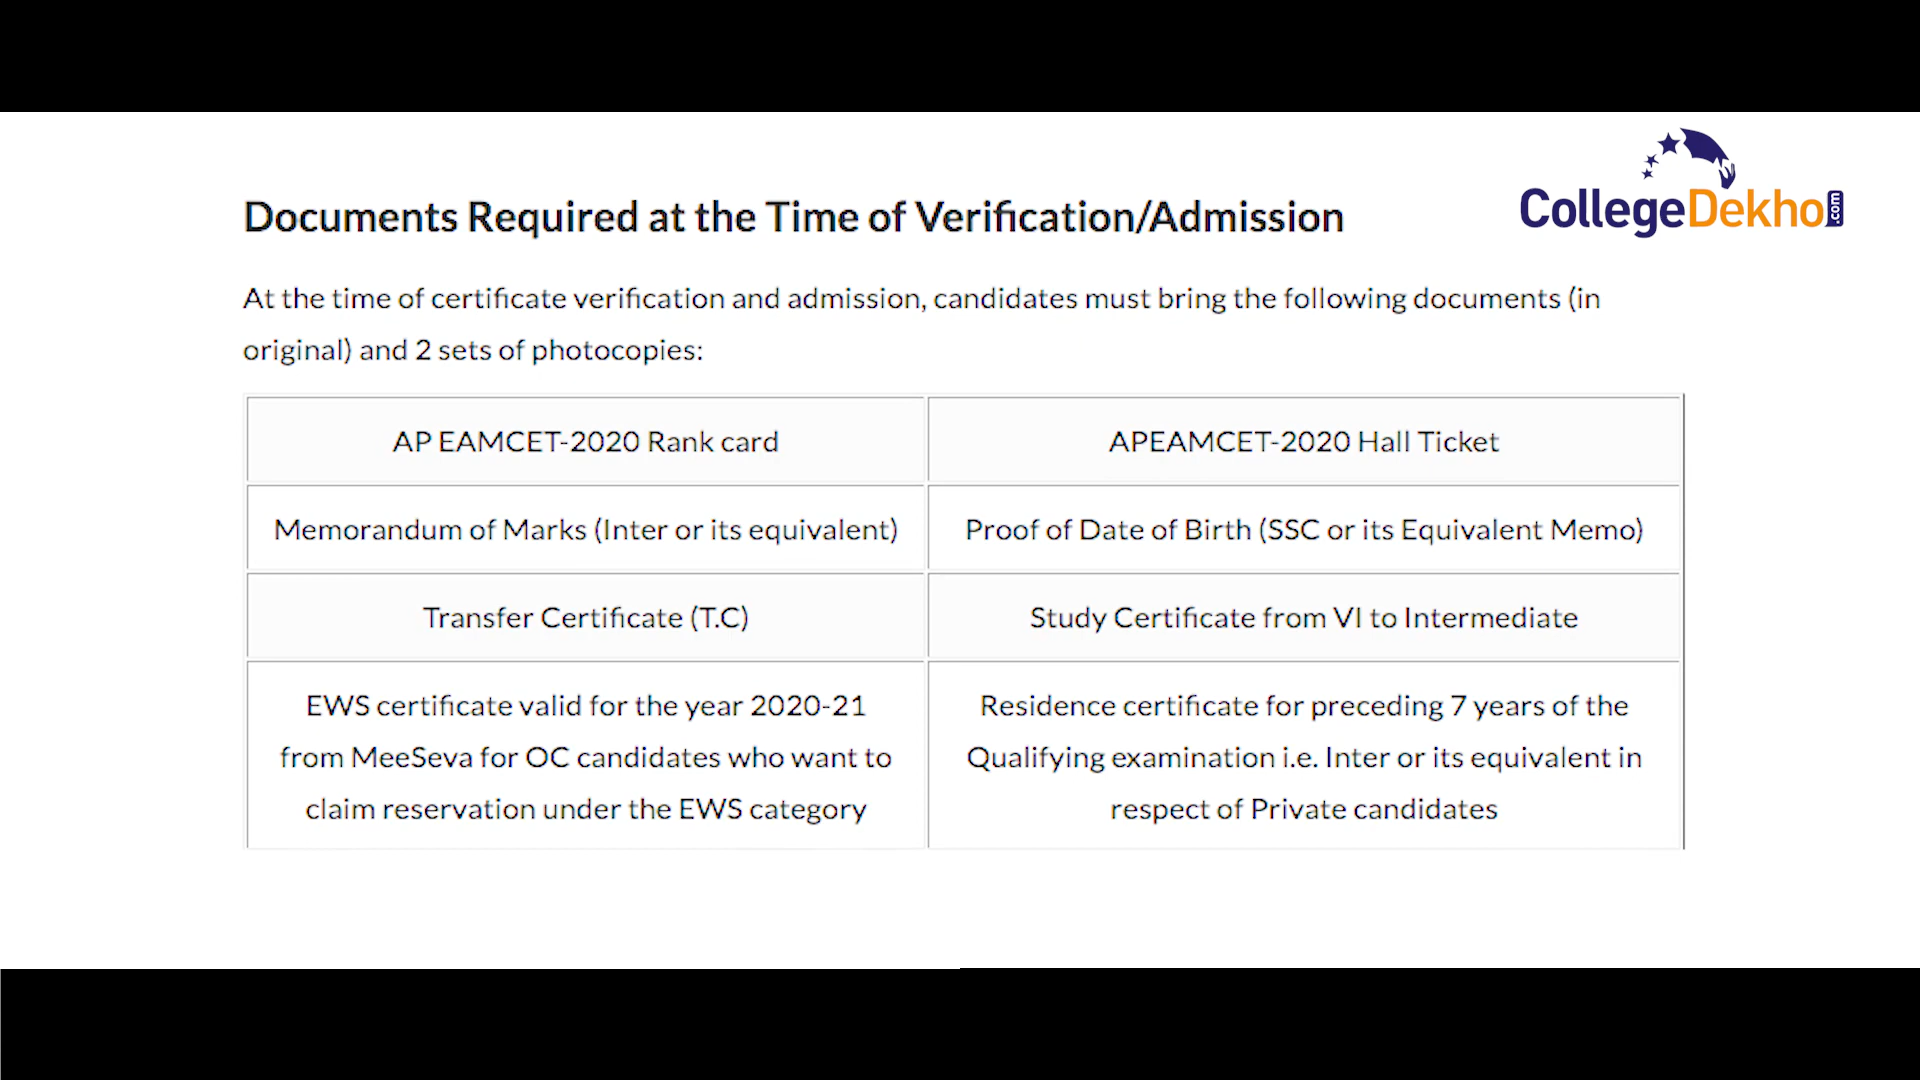 CollegeDekho.com
Documents Required at the Time of Verification/Admission
At the time of certificate verification and admission, candidates must bring the following documents (in
original) and 2 sets of photocopies:
AP EAMCET-2020 Rank card
APEAMCET-2020 Hall Ticket
Memorandum of Marks (Inter or its equivalent)
Proof of Date of Birth (SSC or its Equivalent Memo)
Transfer Certificate (T.C)
Study Certificate from VI to Intermediate
EWS certificate valid for the year 2020-21
from MeeSeva for OC candidates who want to
claim reservation under the EWS category
Residence certificate for preceding 7 years of the
Qualifying examination i.e. Inter or its equivalent in
respect of Private candidates